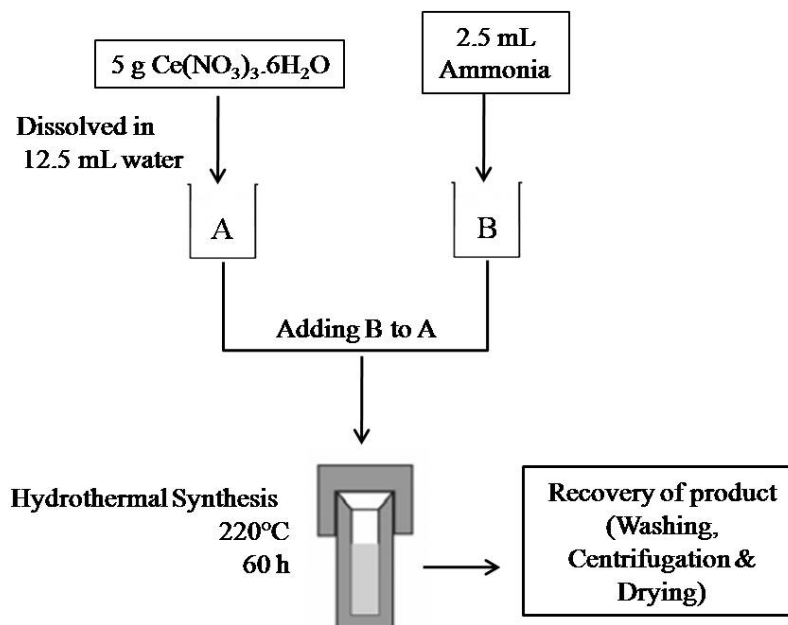 5 g Ce(NO₃)₃.6H₂O
2.5 mL
Ammonia
Dissolved in
12.5 mL water
A
B
Adding B to A
Hydrothermal Synthesis
220°C
60 h
Recovery of product
(Washing,
Centrifugation &
Drying)